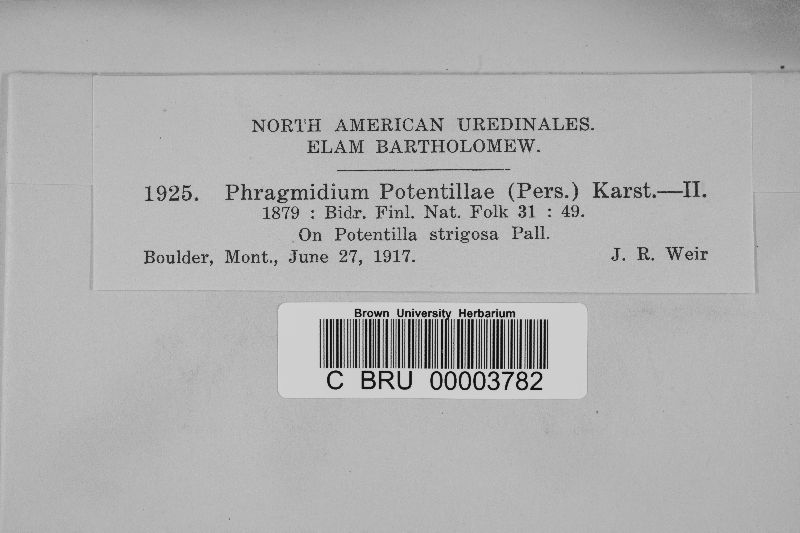 NORTH AMERICAN UREDINALES.
ELAM BARTHOLOMEW.
1925. Phragmidium Potentillae (Pers.) Karst.—II.
1879 : Bidr. Finl. Nat. Folk 31 : 49.
On Potentilla strigosa Pall.
Boulder, Mont., June 27, 1917. J. R. Weir
Brown University Herbarium
C BRU 00003782